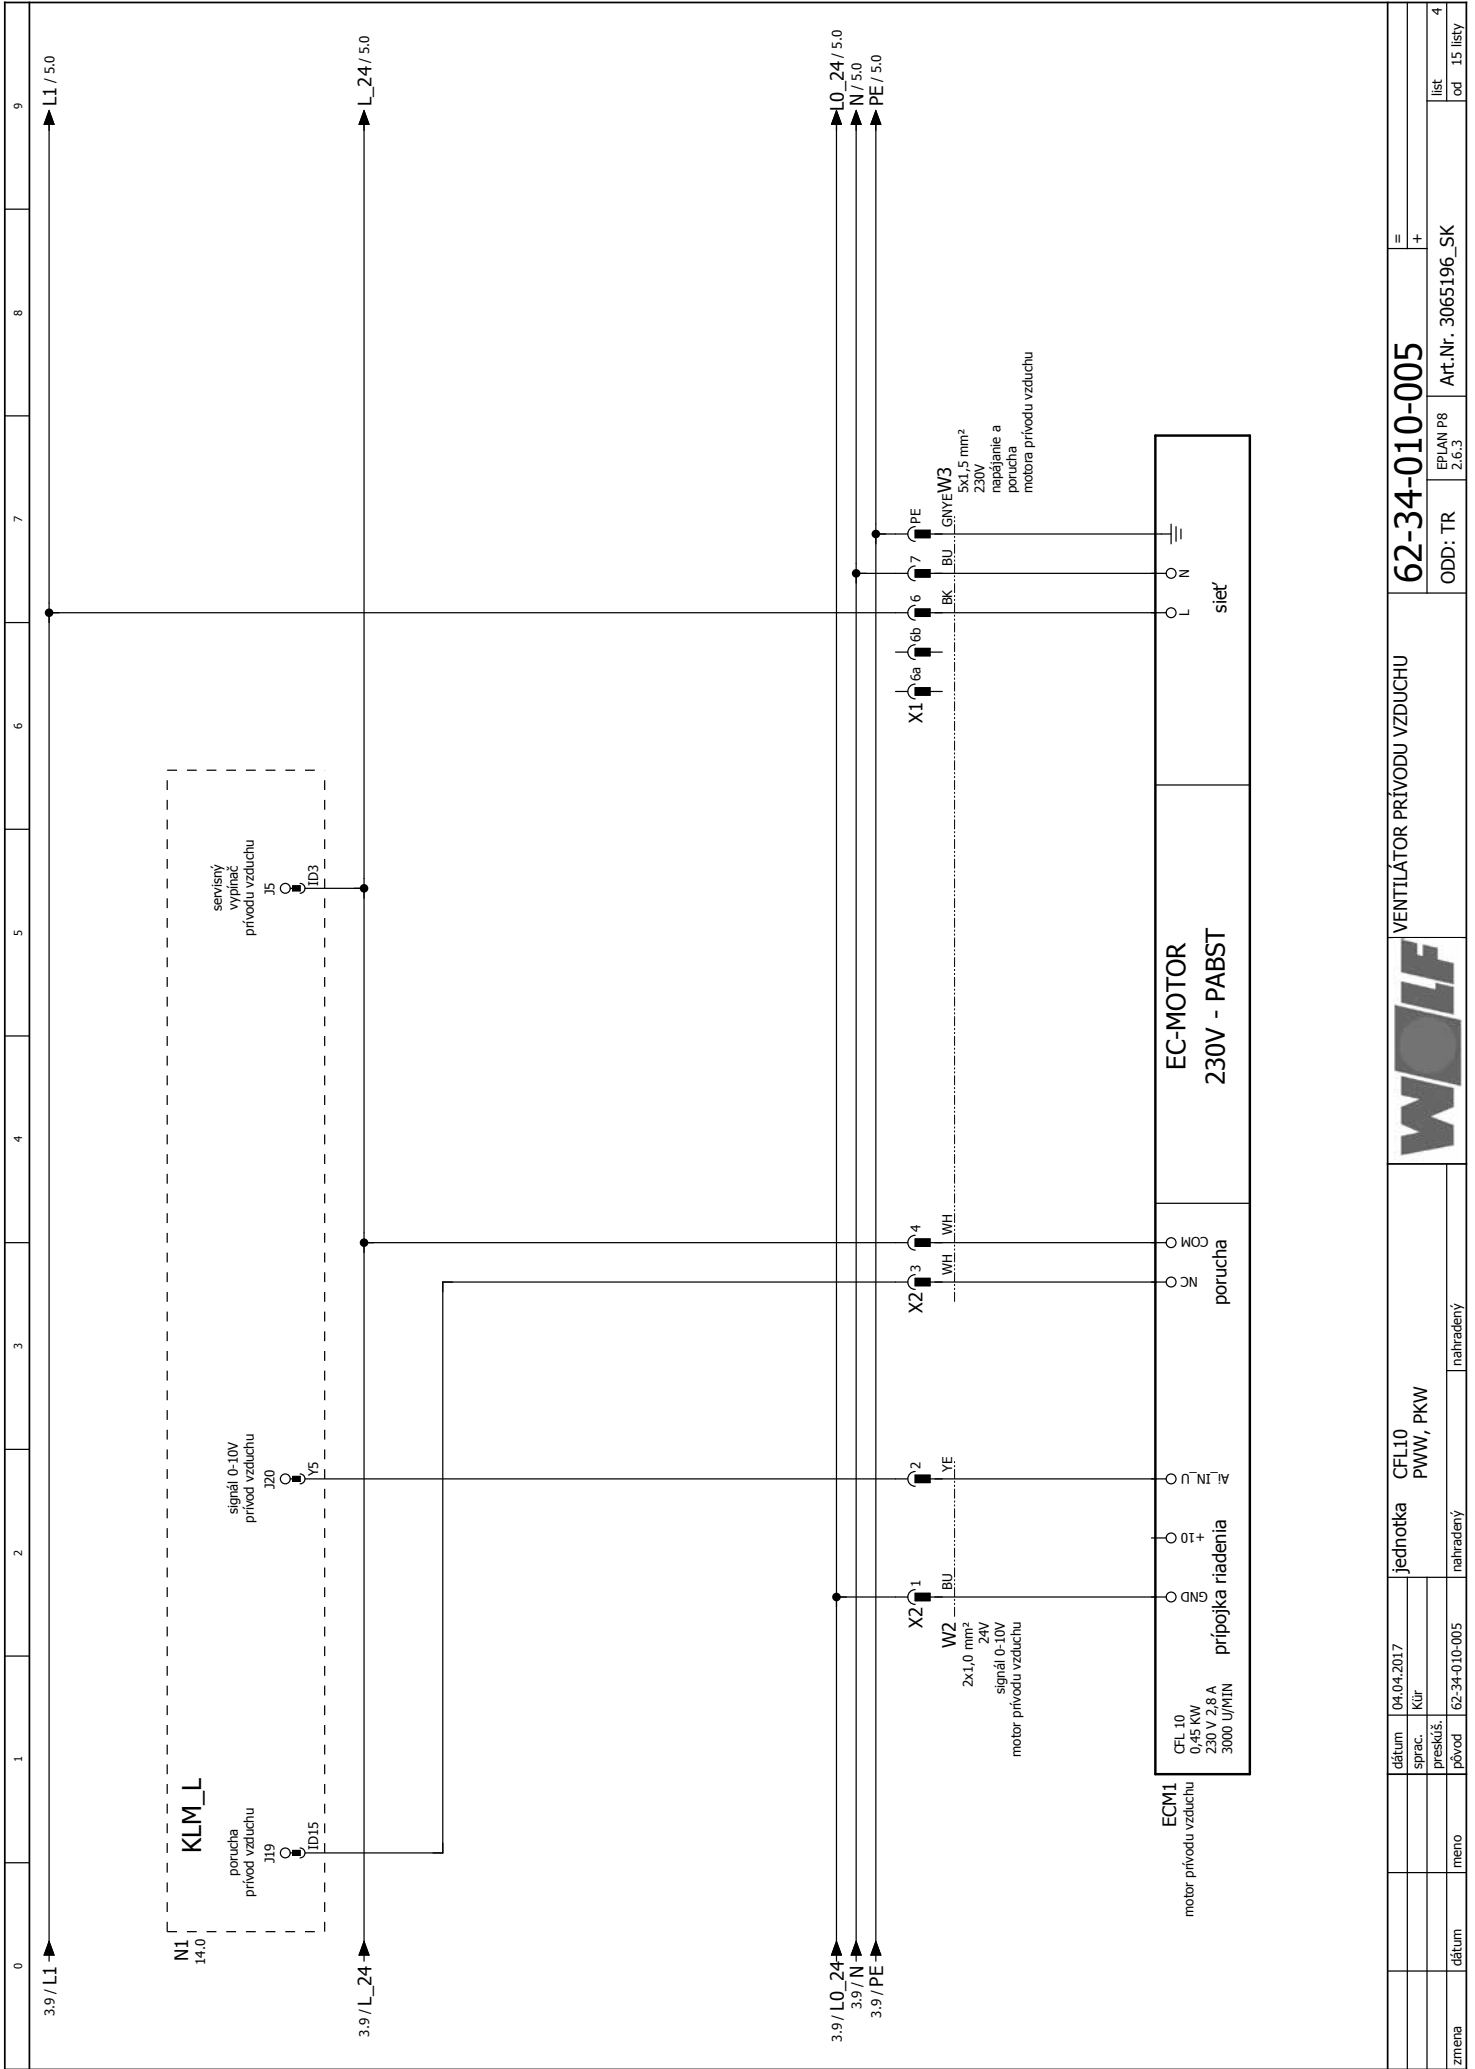 0 1 2 3 4 5 6 7 8 9
3.9 / L1
L1 / 5.0
N1
14.0
KLM_L
porucha
prívod vzduchu
J19
ID15
signál 0-10V
prívod vzduchu
J20
Y5
servisný
vypínač
prívodu vzduchu
J5
ID3
3.9 / L_24
L_24 / 5.0
3.9 / L0_24
L0_24 / 5.0
3.9 / N
N / 5.0
3.9 / PE
PE / 5.0
X2 1 2
X2 3 4
X1 6a 6b 6 7 PE
BU YE WH WH BK BU GNYE
W2
2x1,0 mm²
24V
signál 0-10V
motor prívodu vzduchu
W3
5x1,5 mm²
230V
napájanie a
porucha
motora prívodu vzduchu
ECM1
motor prívodu vzduchu
CFL 10
0,45 KW
230 V 2,8 A
3000 U/MIN
GND +10 Ai_IN_U
prípojka riadenia
NC COM
porucha
EC-MOTOR
230V - PABST
L N
sieť
zmena
dátum
meno
dátum 04.04.2017
sprac. Kür
preskúš.
pôvod 62-34-010-005
jednotka CFL10
PWW, PKW
nahradený
nahradený
WOLF
VENTILÁTOR PRÍVODU VZDUCHU
62-34-010-005
=
+
ODD: TR
EPLAN P8
2.6.3
Art.Nr. 3065196_SK
list 4
od 15 listy